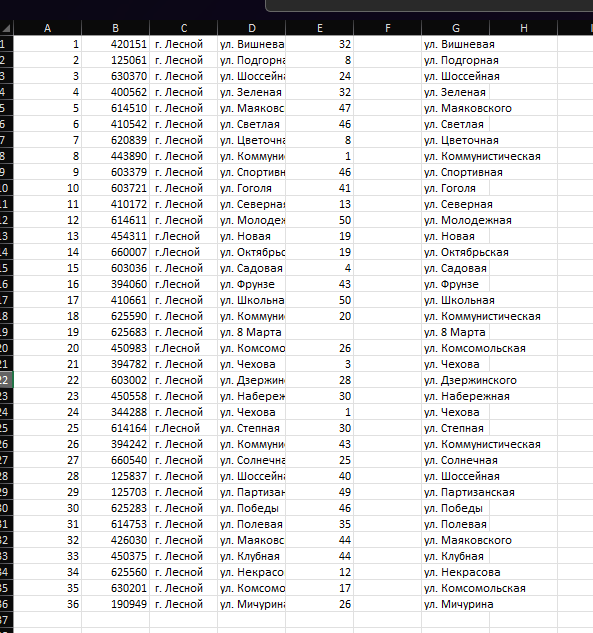 A B C D E F G H
1 1 420151 г. Лесной ул. Вишнева 32 ул. Вишневая
2 2 125061 г. Лесной ул. Подгорна 8 ул. Подгорная
3 3 630370 г. Лесной ул. Шоссейн 24 ул. Шоссейная
4 4 400562 г. Лесной ул. Зеленая 32 ул. Зеленая
5 5 614510 г. Лесной ул. Маяковс 47 ул. Маяковского
6 6 410542 г. Лесной ул. Светлая 46 ул. Светлая
7 7 620839 г. Лесной ул. Цветочна 8 ул. Цветочная
8 8 443890 г. Лесной ул. Коммуни 1 ул. Коммунистическая
9 9 603379 г. Лесной ул. Спортивн 46 ул. Спортивная
10 10 603721 г. Лесной ул. Гоголя 41 ул. Гоголя
11 11 410172 г. Лесной ул. Северная 13 ул. Северная
12 12 614611 г. Лесной ул. Молодеж 50 ул. Молодежная
13 13 454311 г.Лесной ул. Новая 19 ул. Новая
14 14 660007 г.Лесной ул. Октябрьс 19 ул. Октябрьская
15 15 603036 г. Лесной ул. Садовая 4 ул. Садовая
16 16 394060 г.Лесной ул. Фрунзе 43 ул. Фрунзе
17 17 410661 г. Лесной ул. Школьна 50 ул. Школьная
18 18 625590 г. Лесной ул. Коммуни 20 ул. Коммунистическая
19 19 625683 г. Лесной ул. 8 Марта ул. 8 Марта
20 20 450983 г.Лесной ул. Комсомо 26 ул. Комсомольская
21 21 394782 г. Лесной ул. Чехова 3 ул. Чехова
22 22 603002 г. Лесной ул. Дзержин 28 ул. Дзержинского
23 23 450558 г. Лесной ул. Набереж 30 ул. Набережная
24 24 344288 г. Лесной ул. Чехова 1 ул. Чехова
25 25 614164 г.Лесной ул. Степная 30 ул. Степная
26 26 394242 г. Лесной ул. Коммуни 43 ул. Коммунистическая
27 27 660540 г. Лесной ул. Солнечна 25 ул. Солнечная
28 28 125837 г. Лесной ул. Шоссейна 40 ул. Шоссейная
29 29 125703 г. Лесной ул. Партизан 49 ул. Партизанская
30 30 625283 г. Лесной ул. Победы 46 ул. Победы
31 31 614753 г. Лесной ул. Полевая 35 ул. Полевая
32 32 426030 г. Лесной ул. Маяковс 44 ул. Маяковского
33 33 450375 г. Лесной ул. Клубная 44 ул. Клубная
34 34 625560 г. Лесной ул. Некрасо 12 ул. Некрасова
35 35 630201 г. Лесной ул. Комсомо 17 ул. Комсомольская
36 36 190949 г. Лесной ул. Мичурина 26 ул. Мичурина
37